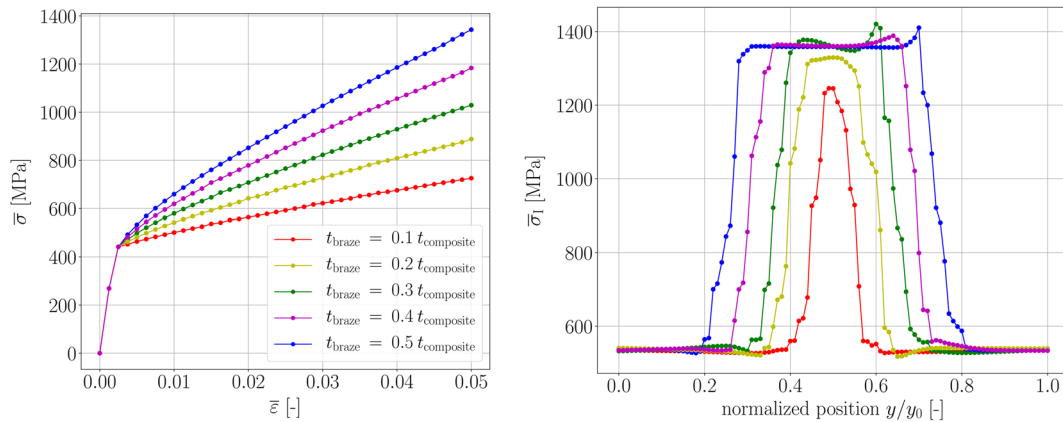 1400
1200
1000
800
600
400
200
0
σ̅ [MPa]
0.00 0.01 0.02 0.03 0.04 0.05
ε̅ [-]
t_braze = 0.1 t_composite
t_braze = 0.2 t_composite
t_braze = 0.3 t_composite
t_braze = 0.4 t_composite
t_braze = 0.5 t_composite
1400
1200
1000
800
600
σ̅_I [MPa]
0.0 0.2 0.4 0.6 0.8 1.0
normalized position y/y_0 [-]